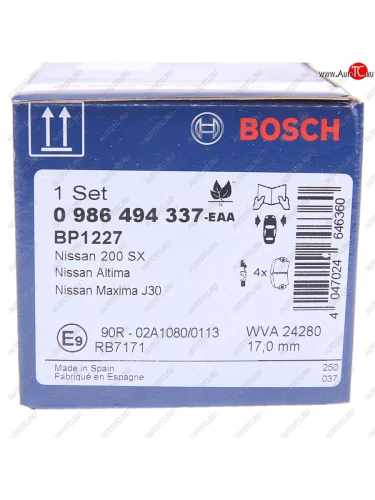 www.AutoTC.ru
BOSCH
1 Set
0 986 494 337-EAA
BP1227
Nissan 200 SX
Nissan Altima
Nissan Maxima J30
4x
4 047024 646360
E9
90R - 02A1080/0113
WVA 24280
RB7171
17,0 mm
Made in Spain
Fabriqué en Espagne
250
037